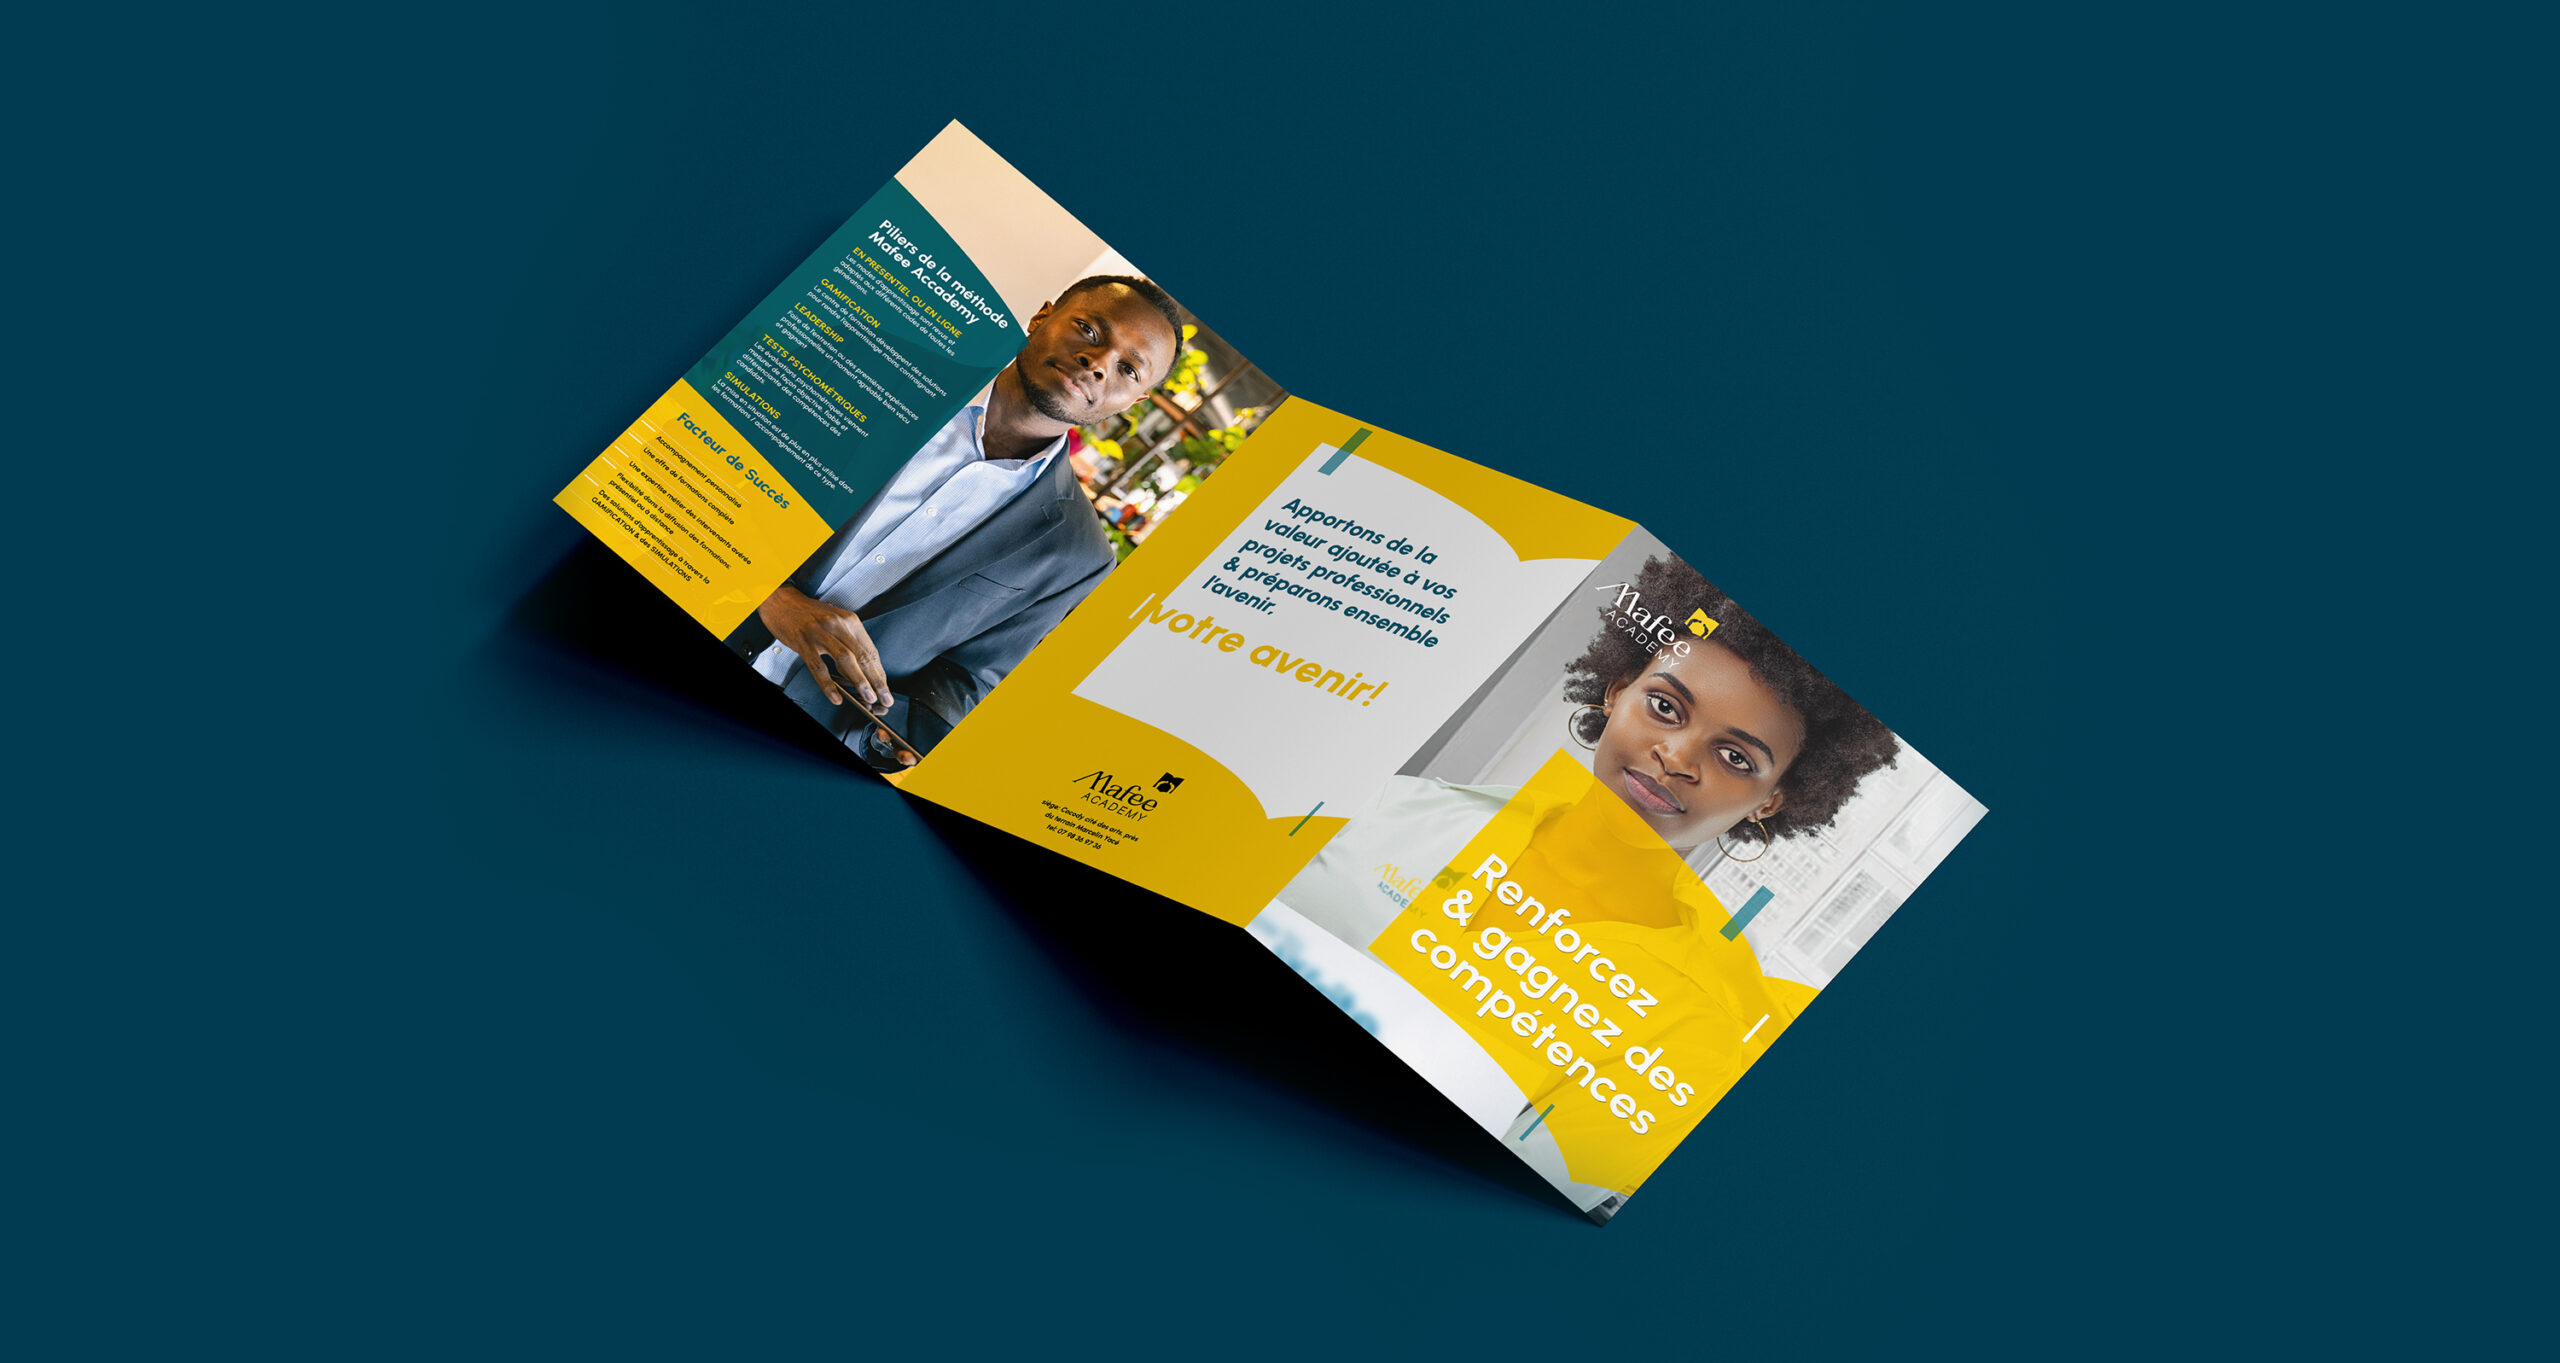 Piliers de la méthode
Mafee Accademy
EN PRESENTIEL OU EN LIGNE
Les modes d'apprentissage sont revus et
adaptés aux différents codes de toutes les
générations.
GAMIFICATION
Le centre de formation développent des solutions
pour rendre l'apprentissage moins contraignant
LEADERSHIP
Faire de l'entretien ou des premières expériences
professionnelles un moment agréable bien vécu
et gagnant
TESTS PSYCHOMÉTRIQUES
Les évaluations psychométriques viennent
mesurer de façon objective, fiable et
différenciante des compétences des
candidats.
SIMULATIONS
La mise en situation est de plus en plus utilisé dans
les formations / accompagnement de ce type.
Facteur de Succès
Accompagnement personnalisé
Une offre de formations complète
Une expertise métier des intervenants avérée
Flexibilité dans la diffusion des formations:
présentiel ou à distance
Des solutions d'apprentissage à travers la
GAMIFICATION & des SIMULATIONS
Apportons de la
valeur ajoutée à vos
projets professionnels
& préparons ensemble
l'avenir,
votre avenir!
Mafee
ACADEMY
siège: Cocody cité des arts, près
du terrain Marcelin Yacé
tel: 07 98 36 97 36
Mafee
ACADEMY
Mafee
ACADEMY
Renforcez
& gagnez des
compétences